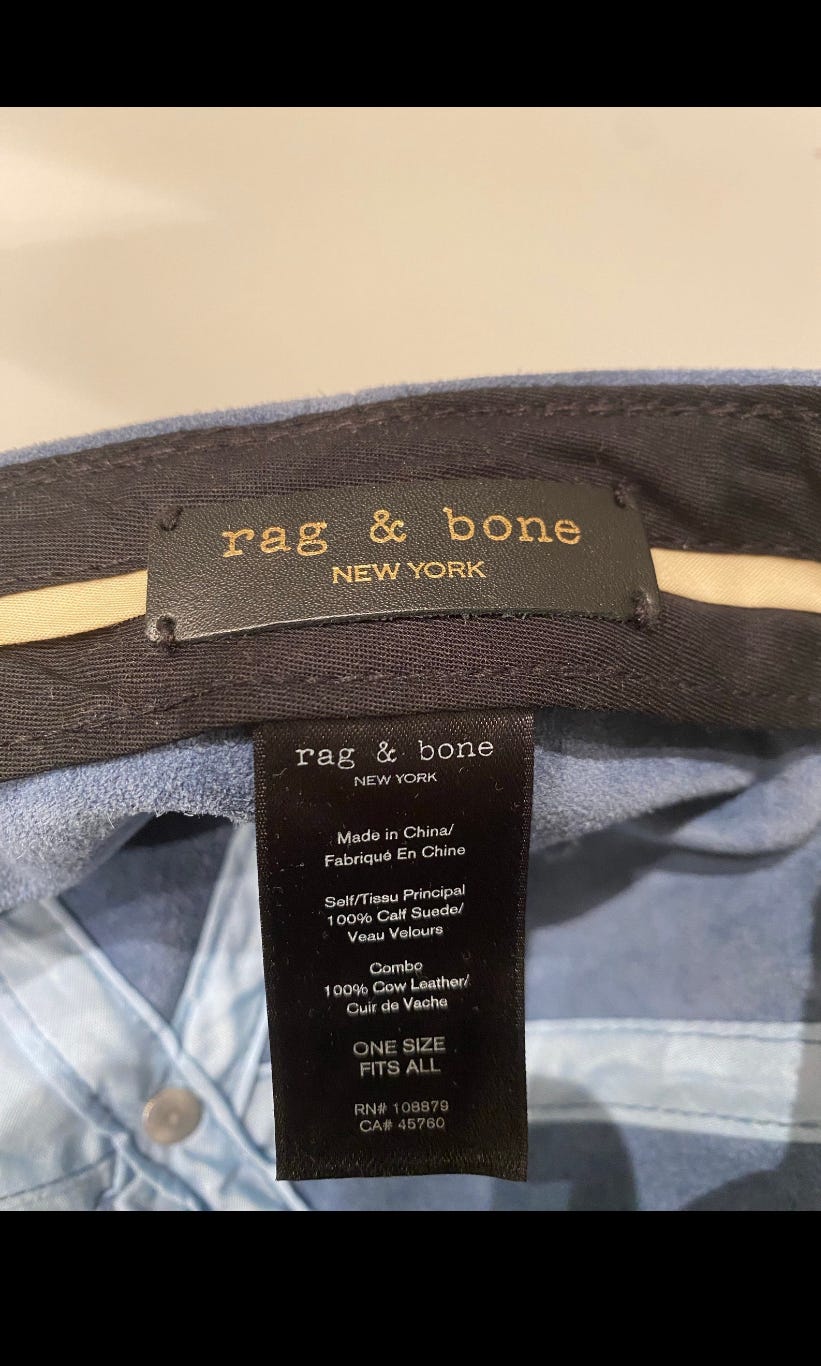 rag & bone
NEW YORK
rag & bone
NEW YORK
Made in China/
Fabriqué En Chine
Self/Tissu Principal
100% Calf Suede/
Veau Velours
Combo
100% Cow Leather/
Cuir de Vache
ONE SIZE
FITS ALL
RN# 108879
CA# 45760